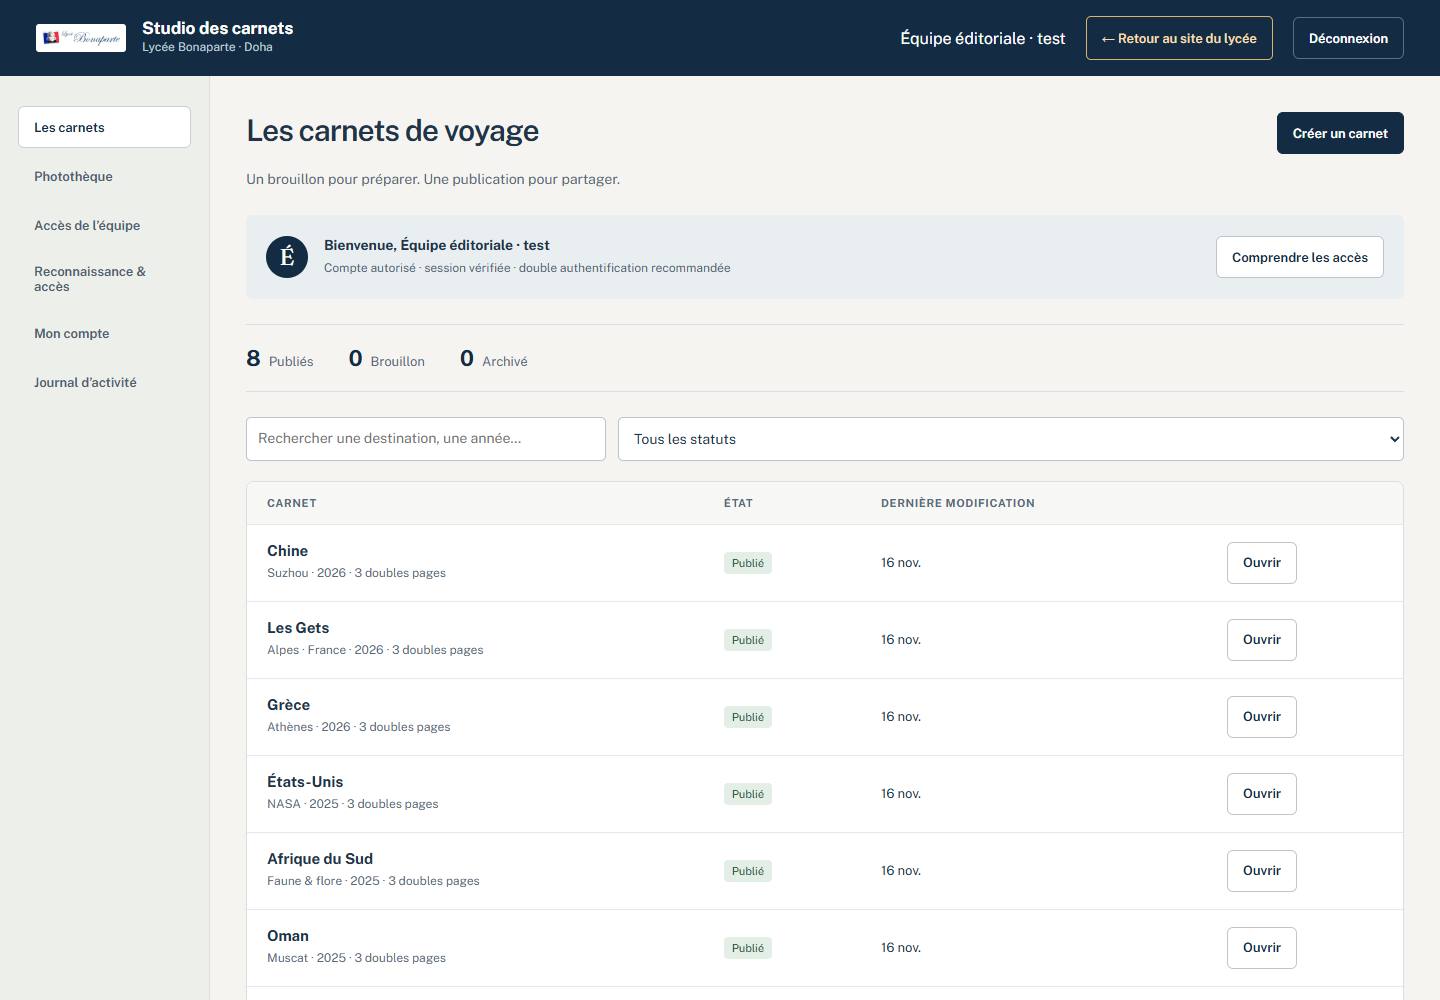 Lycée Bonaparte
Studio des carnets
Lycée Bonaparte · Doha
Équipe éditoriale · test
← Retour au site du lycée
Déconnexion
Les carnets
Photothèque
Accès de l’équipe
Reconnaissance &
accès
Mon compte
Journal d’activité
Les carnets de voyage
Créer un carnet
Un brouillon pour préparer. Une publication pour partager.
É
Bienvenue, Équipe éditoriale · test
Compte autorisé · session vérifiée · double authentification recommandée
Comprendre les accès
8 Publiés 0 Brouillon 0 Archivé
Rechercher une destination, une année…
Tous les statuts
CARNET ÉTAT DERNIÈRE MODIFICATION
Chine
Suzhou · 2026 · 3 doubles pages
Publié
16 nov.
Ouvrir
Les Gets
Alpes · France · 2026 · 3 doubles pages
Publié
16 nov.
Ouvrir
Grèce
Athènes · 2026 · 3 doubles pages
Publié
16 nov.
Ouvrir
États-Unis
NASA · 2025 · 3 doubles pages
Publié
16 nov.
Ouvrir
Afrique du Sud
Faune & flore · 2025 · 3 doubles pages
Publié
16 nov.
Ouvrir
Oman
Muscat · 2025 · 3 doubles pages
Publié
16 nov.
Ouvrir